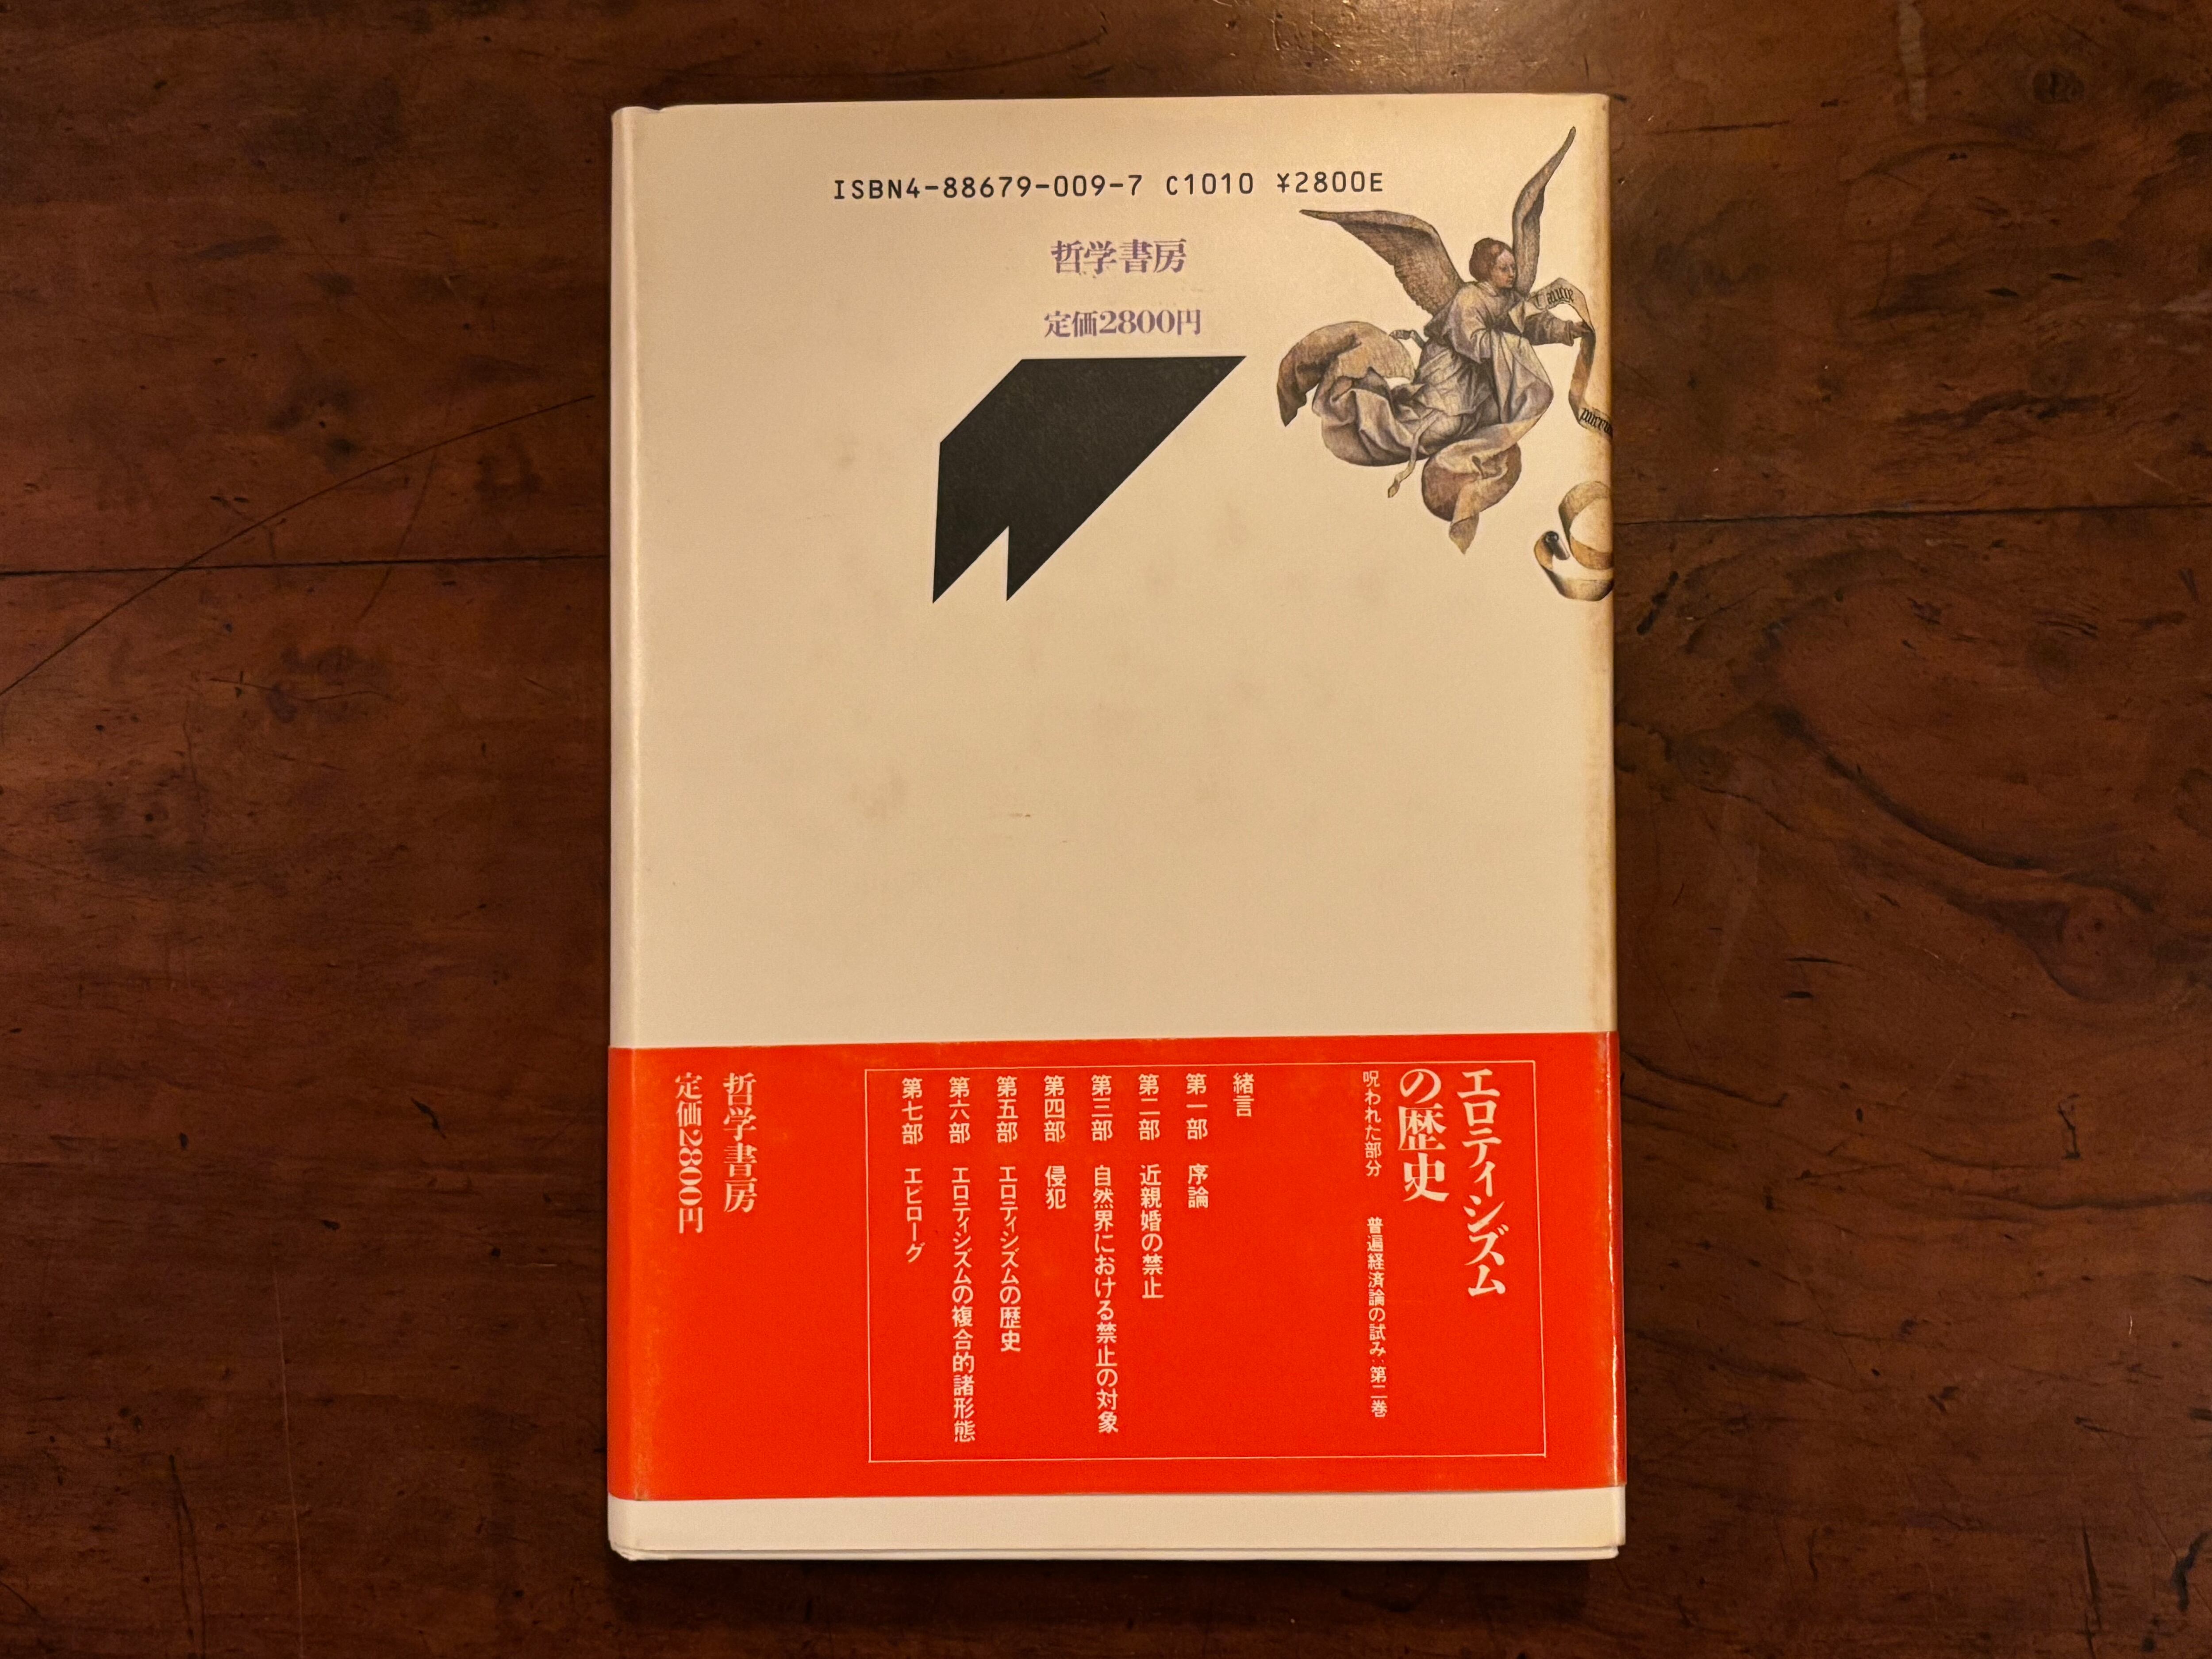 ISBN4-88679-009-7 C1010 ¥2800E
哲学書房
定価2800円
エロティシズム
の歴史
呪われた部分 普遍経済論の試み:第二巻
緒言
第一部 序論
第二部 近親婚の禁止
第三部 自然界における禁止の対象
第四部 侵犯
第五部 エロティシズムの歴史
第六部 エロティシズムの複合的諸形態
第七部 エピローグ
哲学書房
定価2800円